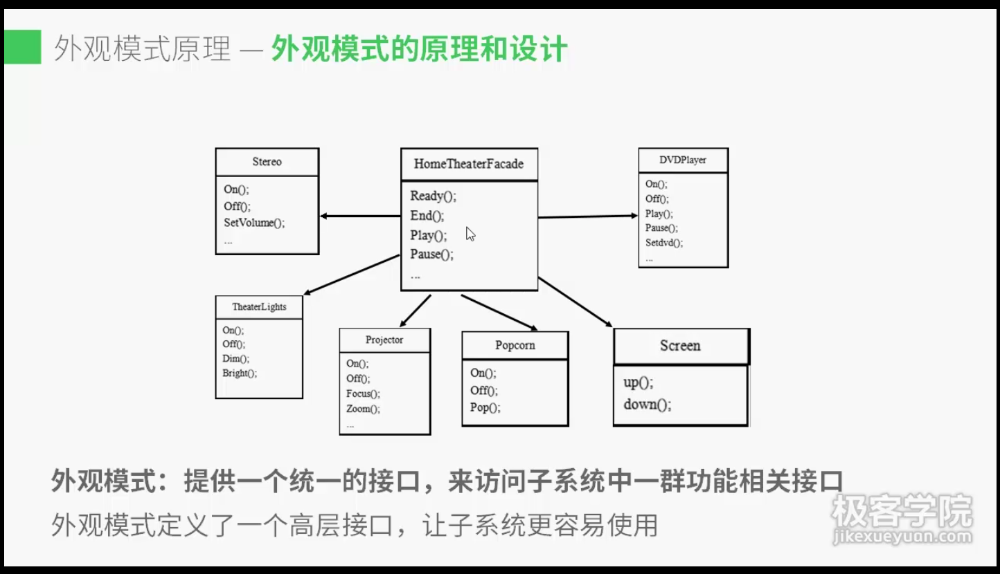 外观模式原理 — 外观模式的原理和设计
Stereo
On();
Off();
SetVolume();
...
HomeTheaterFacade
Ready();
End();
Play();
Pause();
...
DVDPlayer
On();
Off();
Play();
Pause();
Setdvd();
...
TheaterLights
On();
Off();
Dim();
Bright();
Projector
On();
Off();
Focus();
Zoom();
...
Popcorn
On();
Off();
Pop();
Screen
up();
down();
外观模式：提供一个统一的接口，来访问子系统中一群功能相关接口
外观模式定义了一个高层接口，让子系统更容易使用
极客学院
jikexueyuan.com